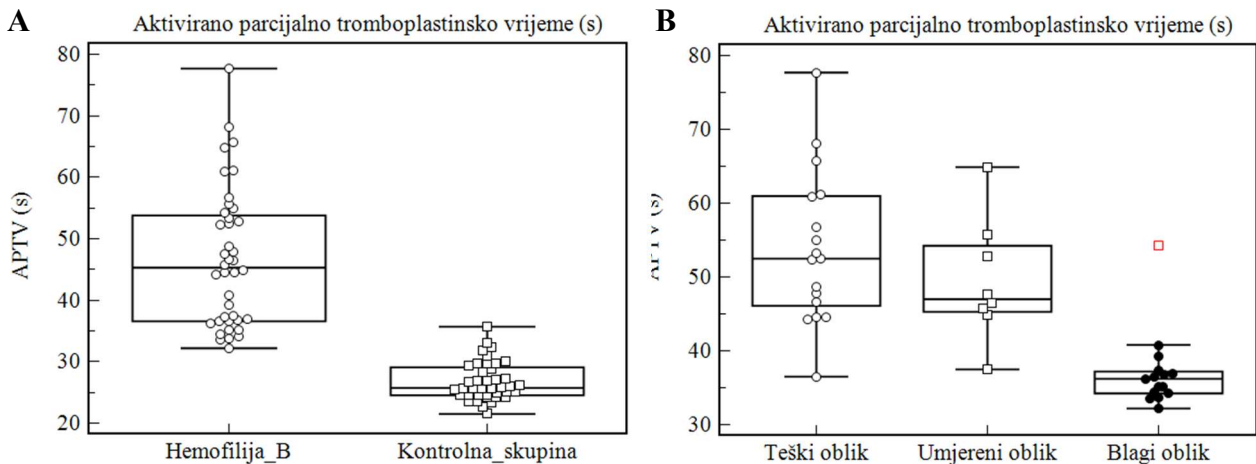 A
Aktivirano parcijalno tromboplastinsko vrijeme (s)
APTV (s)
80
70
60
50
40
30
20
Hemofilija_B Kontrolna_skupina
B
Aktivirano parcijalno tromboplastinsko vrijeme (s)
APTV (s)
80
70
60
50
40
30
Teški oblik Umjereni oblik Blagi oblik